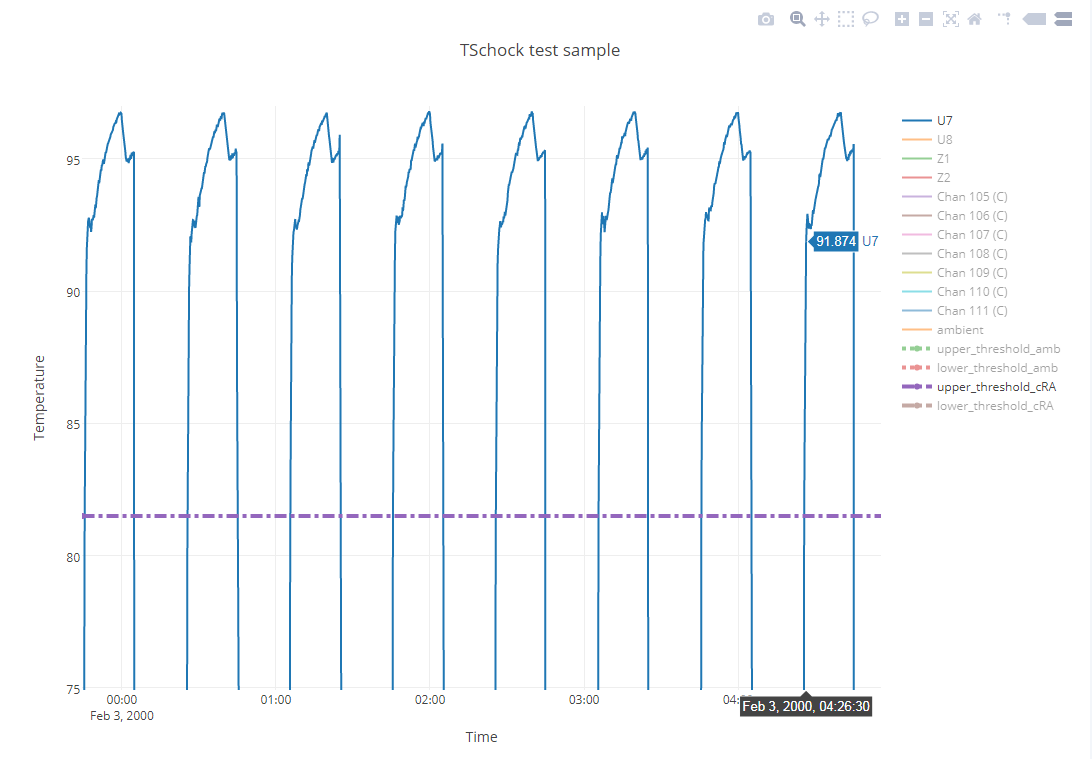 TSchock test sample
95
90
85
80
75
Temperature
00:00
Feb 3, 2000
01:00
02:00
03:00
Time
91.874
U7
Feb 3, 2000, 04:26:30
U7
U8
Z1
Z2
Chan 105 (C)
Chan 106 (C)
Chan 107 (C)
Chan 108 (C)
Chan 109 (C)
Chan 110 (C)
Chan 111 (C)
ambient
upper_threshold_amb
lower_threshold_amb
upper_threshold_cRA
lower_threshold_cRA